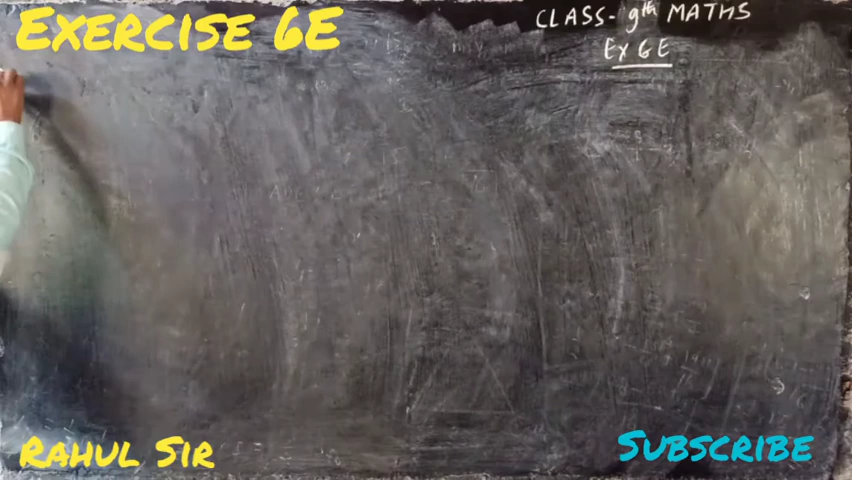 Exercise 6E
CLASS- 9th MATHS
Ex 6E
Rahul Sir
Subscribe